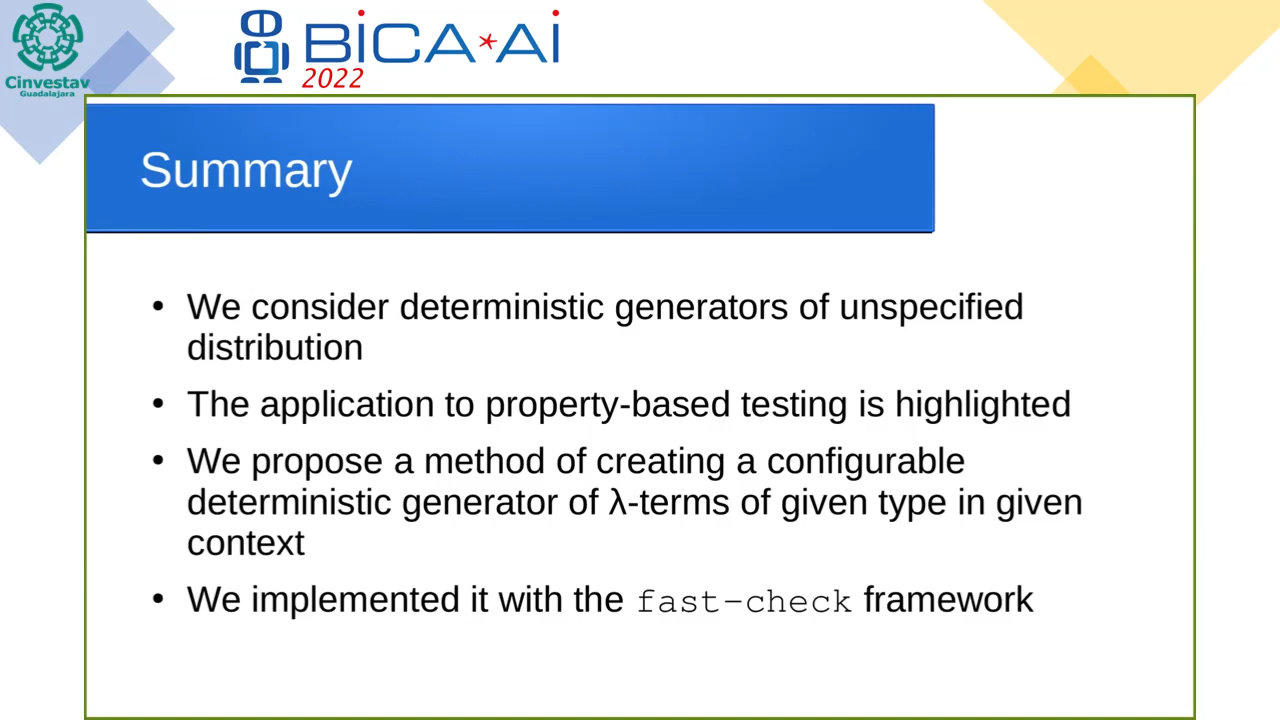 Cinvestav
Guadalajara
BiCA*Ai
2022
Summary
• We consider deterministic generators of unspecified
distribution
• The application to property-based testing is highlighted
• We propose a method of creating a configurable
deterministic generator of λ-terms of given type in given
context
• We implemented it with the fast-check framework